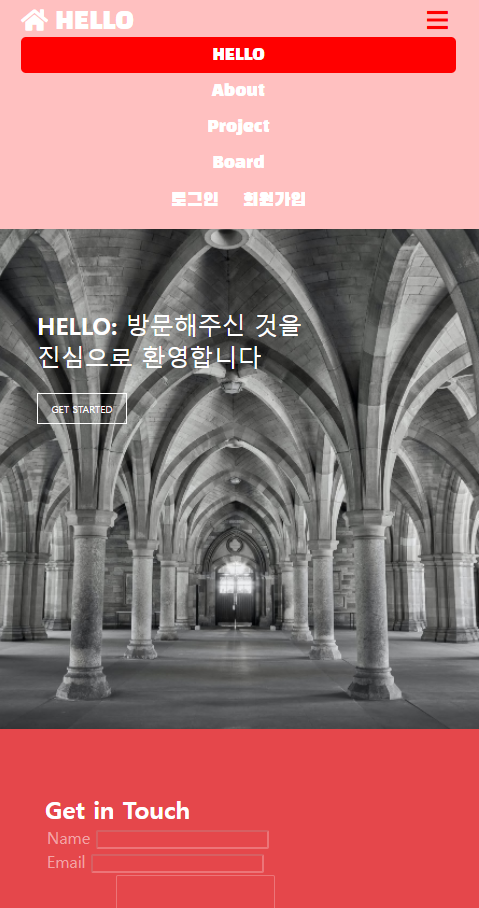 HELLO
HELLO
About
Project
Board
로그인 회원가입
HELLO: 방문해주신 것을
진심으로 환영합니다
GET STARTED
Get in Touch
Name
Email